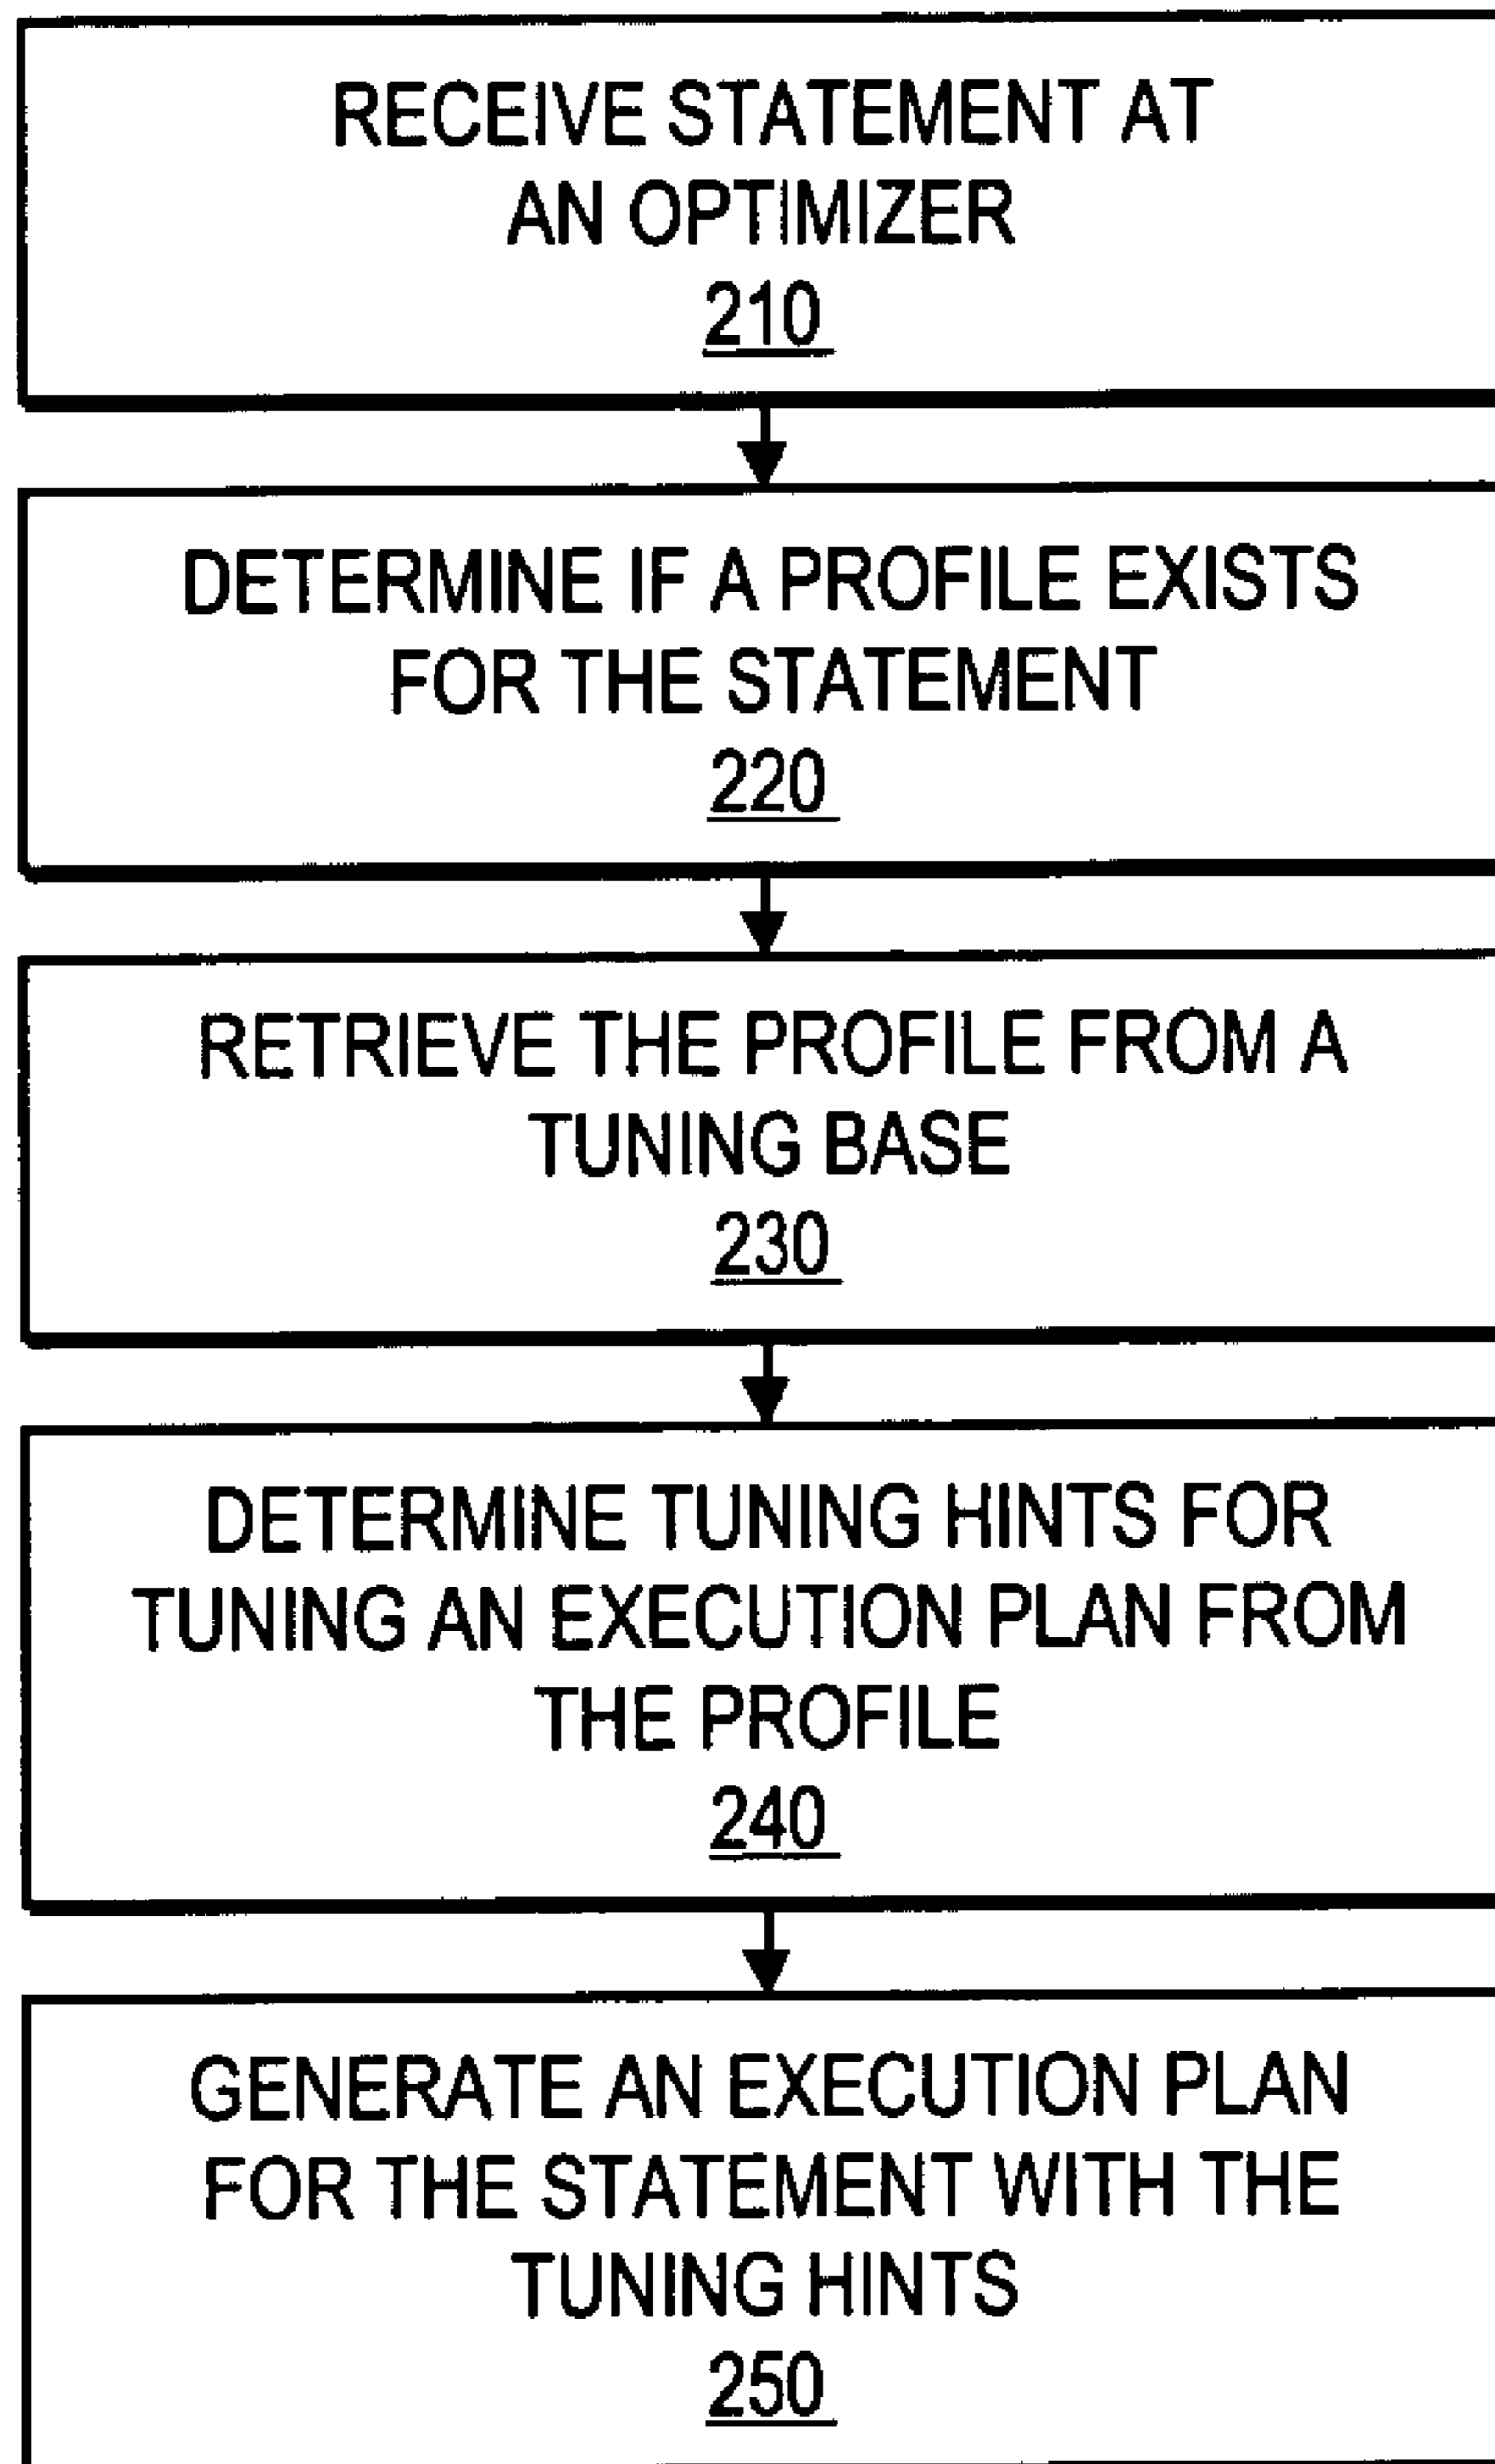 RECEIVE STATEMENT AT
AN OPTIMIZER
210
DETERMINE IF A PROFILE EXISTS
FOR THE STATEMENT
220
RETRIEVE THE PROFILE FROM A
TUNING BASE
230
DETERMINE TUNING HINTS FOR
TUNING AN EXECUTION PLAN FROM
THE PROFILE
240
GENERATE AN EXECUTION PLAN
FOR THE STATEMENT WITH THE
TUNING HINTS
250